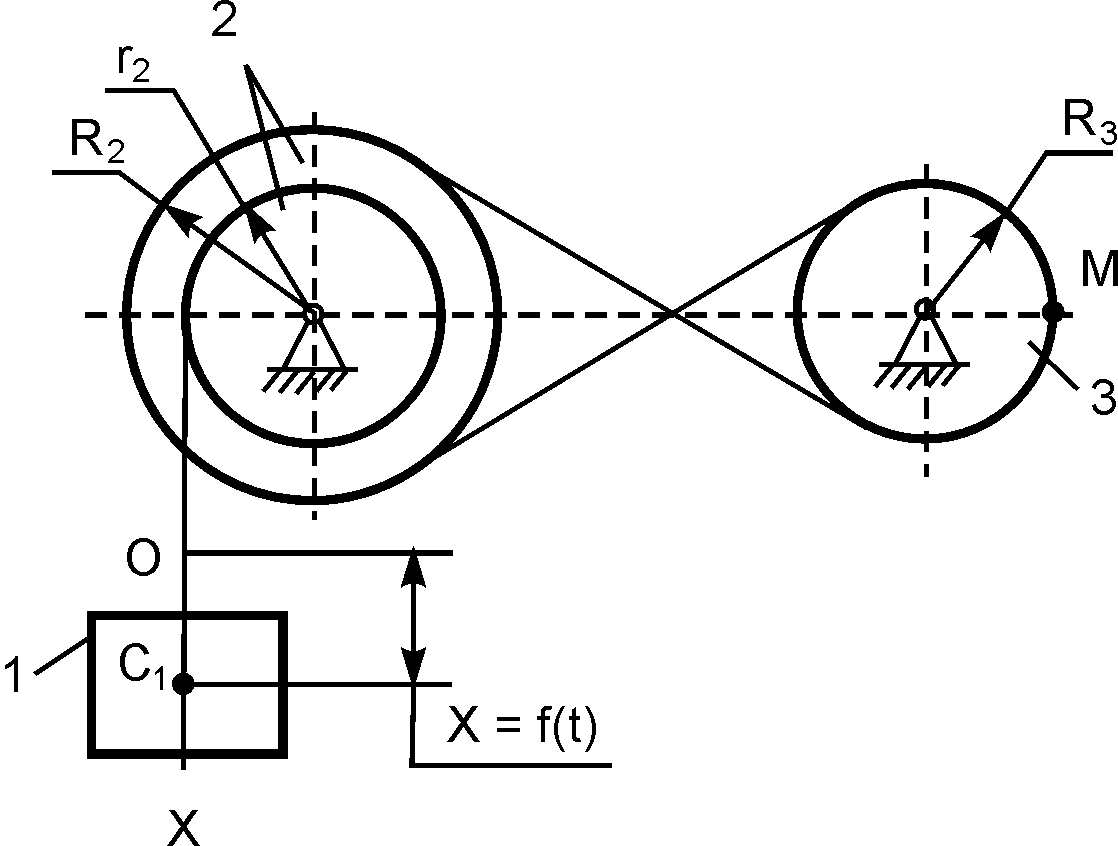 2
r₂
R₂
R₃
M
3
O
1
C₁
X = f(t)
X